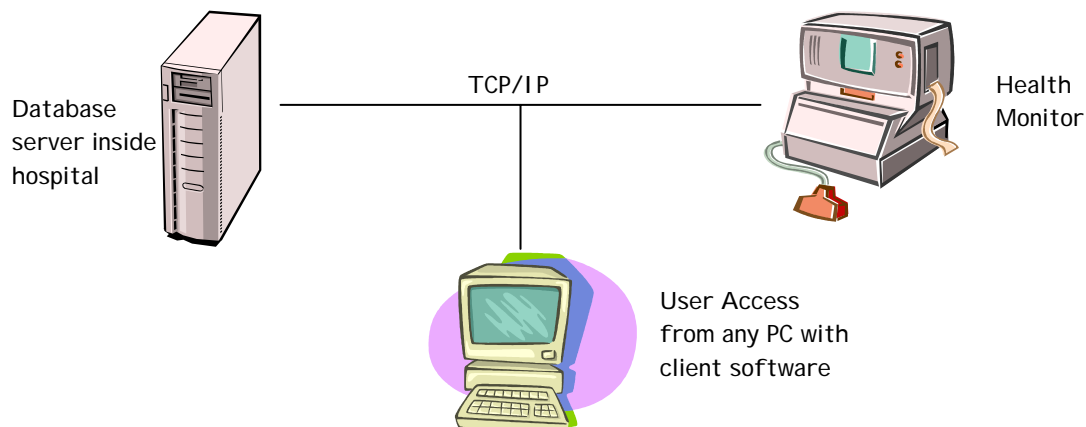 Database
server inside
hospital
TCP/IP
Health
Monitor
User Access
from any PC with
client software